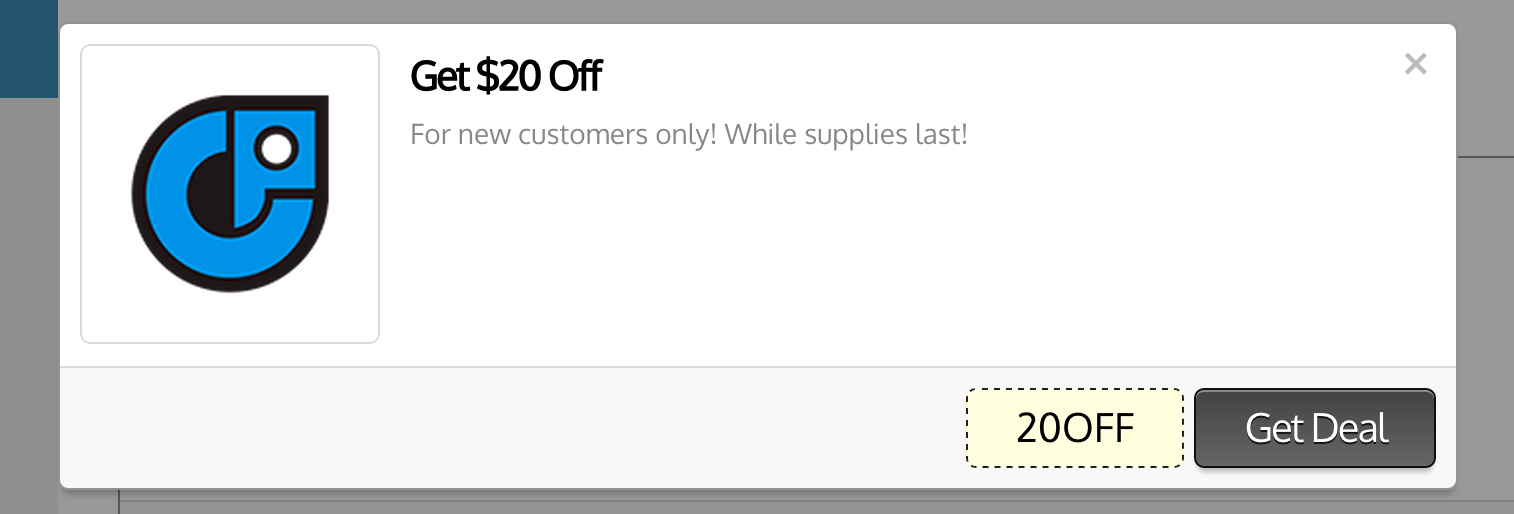 Get $20 Off
×
For new customers only! While supplies last!
20OFF
Get Deal